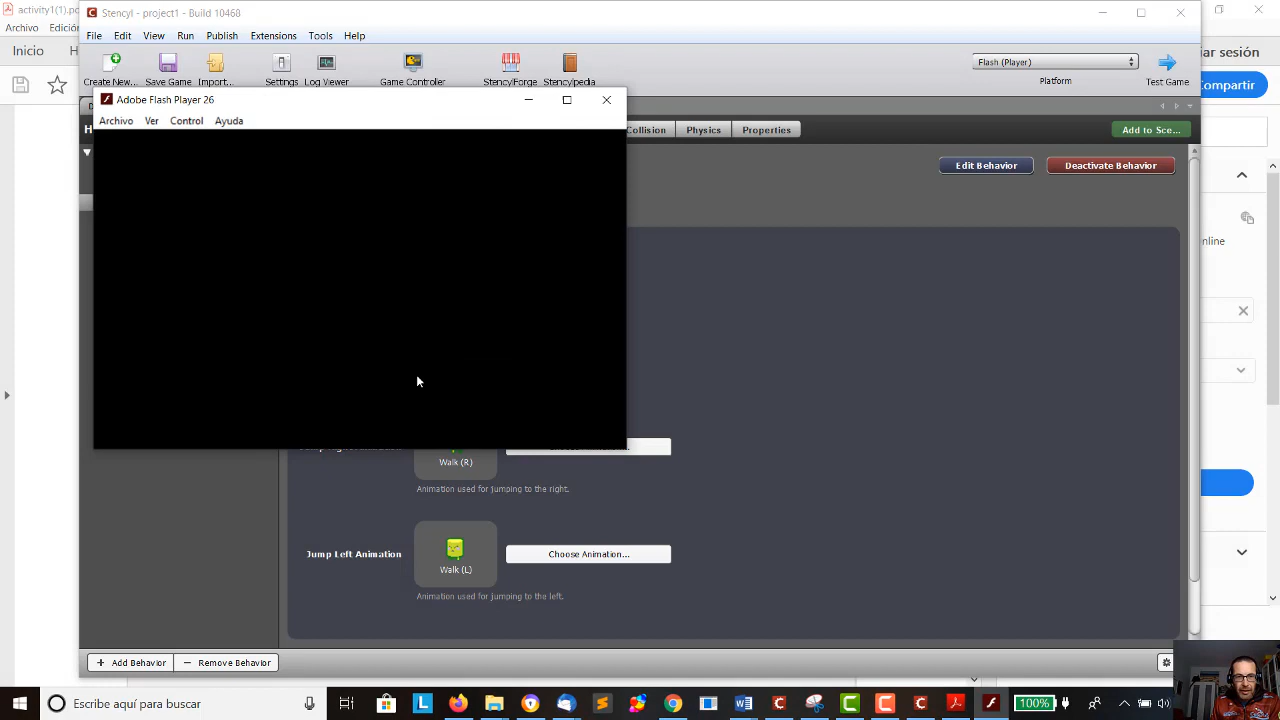 activity1(1).pc
Stencyl - project1 - Build 10468
Archivo Edición
File Edit View Run Publish Extensions Tools Help
Inicio
iar sesión
Create New... Save Game Import... Settings Log Viewer Game Controller StencylForge Stencylpedia
Flash (Player)
Platform
Test Game
Compartir
Adobe Flash Player 26
Archivo Ver Control Ayuda
Collision Physics Properties
Add to Sce...
Edit Behavior
Deactivate Behavior
nline
Walk (R)
Animation used for jumping to the right.
Jump Left Animation
Walk (L)
Choose Animation...
Animation used for jumping to the left.
+ Add Behavior
− Remove Behavior
Escribe aquí para buscar
100%